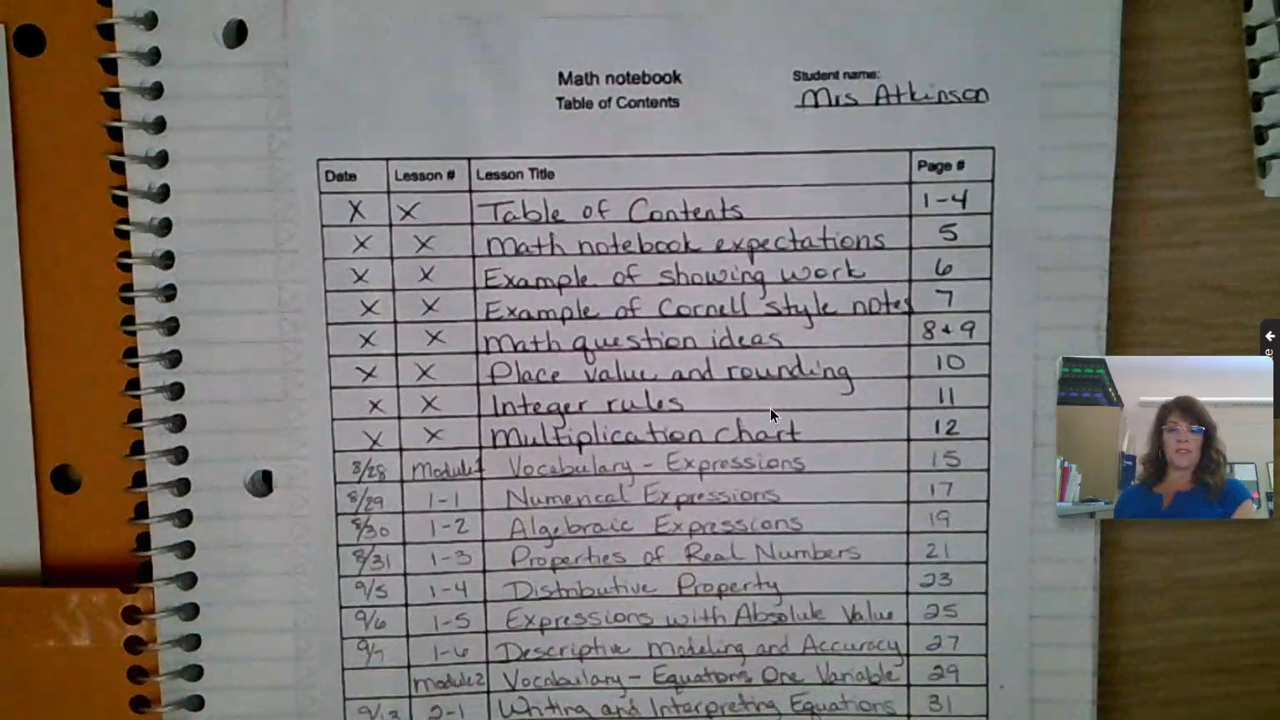 Math notebook
Table of Contents
Student name:
Mrs Atkinson
Date Lesson # Lesson Title Page #
X X Table of Contents 1-4
X X Math notebook expectations 5
X X Example of showing work 6
X X Example of Cornell style notes 7
X X Math question ideas 8+9
X X Place value and rounding 10
X X Integer rules 11
X X Multiplication chart 12
8/28 Module 1 Vocabulary - Expressions 15
8/29 1-1 Numerical Expressions 17
8/30 1-2 Algebraic Expressions 19
8/31 1-3 Properties of Real Numbers 21
9/5 1-4 Distributive Property 23
9/6 1-5 Expressions with Absolute Value 25
9/7 1-6 Descriptive Modeling and Accuracy 27
Module 2 Vocabulary - Equations One Variable 29
9/13 2-1 Writing and Interpreting Equations 31